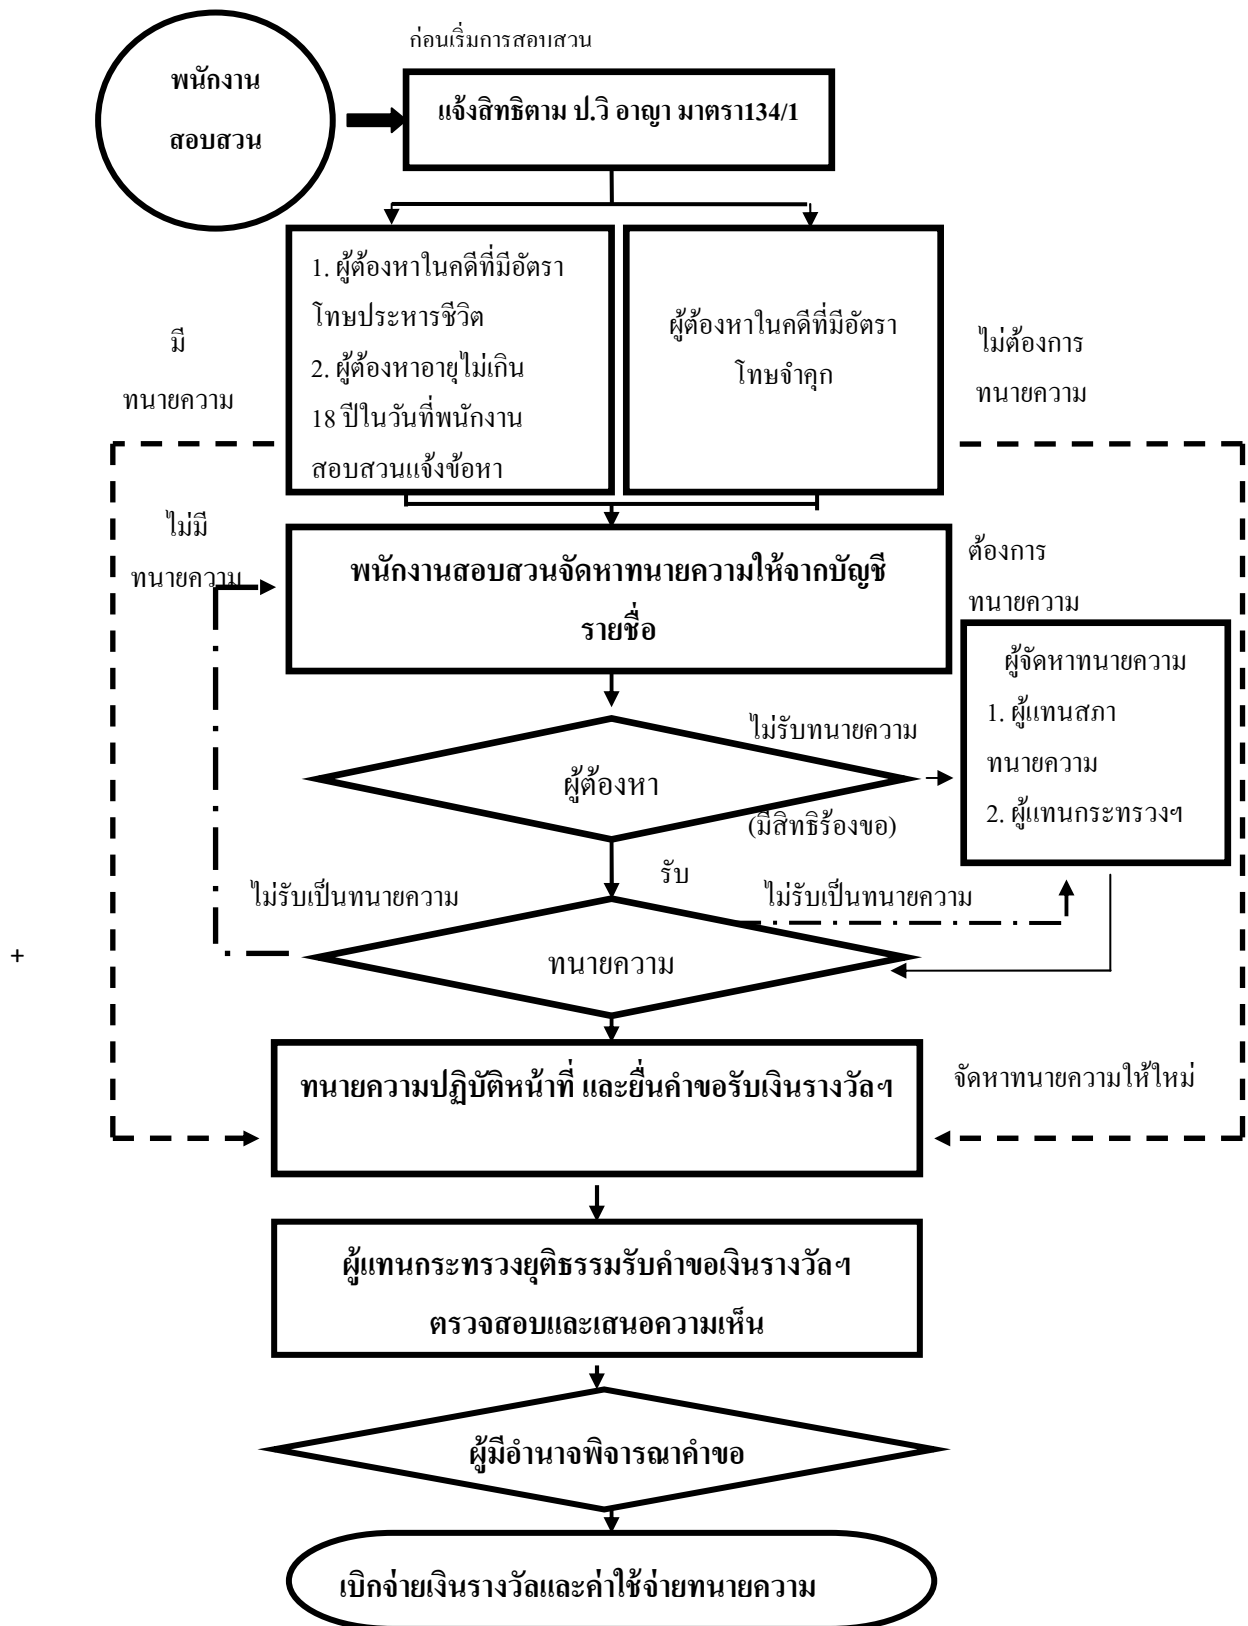 ก่อนเริ่มการสอบสวน
พนักงาน
สอบสวน
แจ้งสิทธิตาม ป.วิ อาญา มาตรา134/1
1. ผู้ต้องหาในคดีที่มีอัตรา
โทษประหารชีวิต
2. ผู้ต้องหาอายุไม่เกิน
18 ปีในวันที่พนักงาน
สอบสวนแจ้งข้อหา
ผู้ต้องหาในคดีที่มีอัตรา
โทษจำคุก
มี
ทนายความ
ไม่ต้องการ
ทนายความ
ไม่มี
ทนายความ
พนักงานสอบสวนจัดหาทนายความให้จากบัญชี
รายชื่อ
ต้องการ
ทนายความ
ผู้จัดหาทนายความ
1. ผู้แทนสภา
ทนายความ
2. ผู้แทนกระทรวงฯ
ไม่รับทนายความ
ผู้ต้องหา
(มีสิทธิร้องขอ)
รับ
ไม่รับเป็นทนายความ
ไม่รับเป็นทนายความ
+
ทนายความ
ทนายความปฏิบัติหน้าที่ และยื่นคำขอรับเงินรางวัลฯ
จัดหาทนายความให้ใหม่
ผู้แทนกระทรวงยุติธรรมรับคำขอเงินรางวัลฯ
ตรวจสอบและเสนอความเห็น
ผู้มีอำนาจพิจารณาคำขอ
เบิกจ่ายเงินรางวัลและค่าใช้จ่ายทนายความ